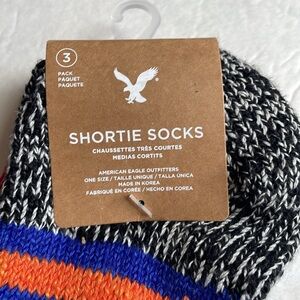 3
PACK
PAQUET
PAQUETE
SHORTIE SOCKS
CHAUSSETTES TRÈS COURTES
MEDIAS CORTITS
AMERICAN EAGLE OUTFITTERS
ONE SIZE / TAILLE UNIQUE / TALLA UNICA
MADE IN KOREA
FABRIQUÉ EN CORÉE / HECHO EN COREA